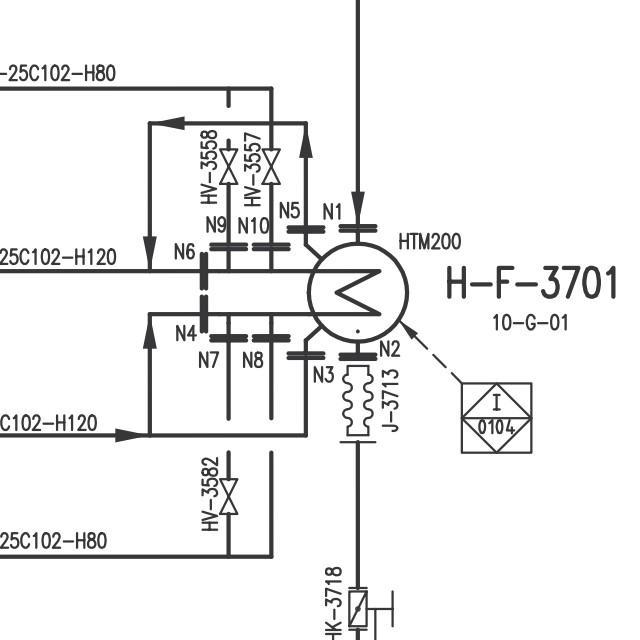 -25C102-H80
HV-3558
HV-3557
N9
N10
N5
N1
N6
25C102-H120
HTM200
H-F-3701
10-G-01
N4
N7
N8
N3
N2
J-3713
I
0104
C102-H120
HV-3582
25C102-H80
HK-3718